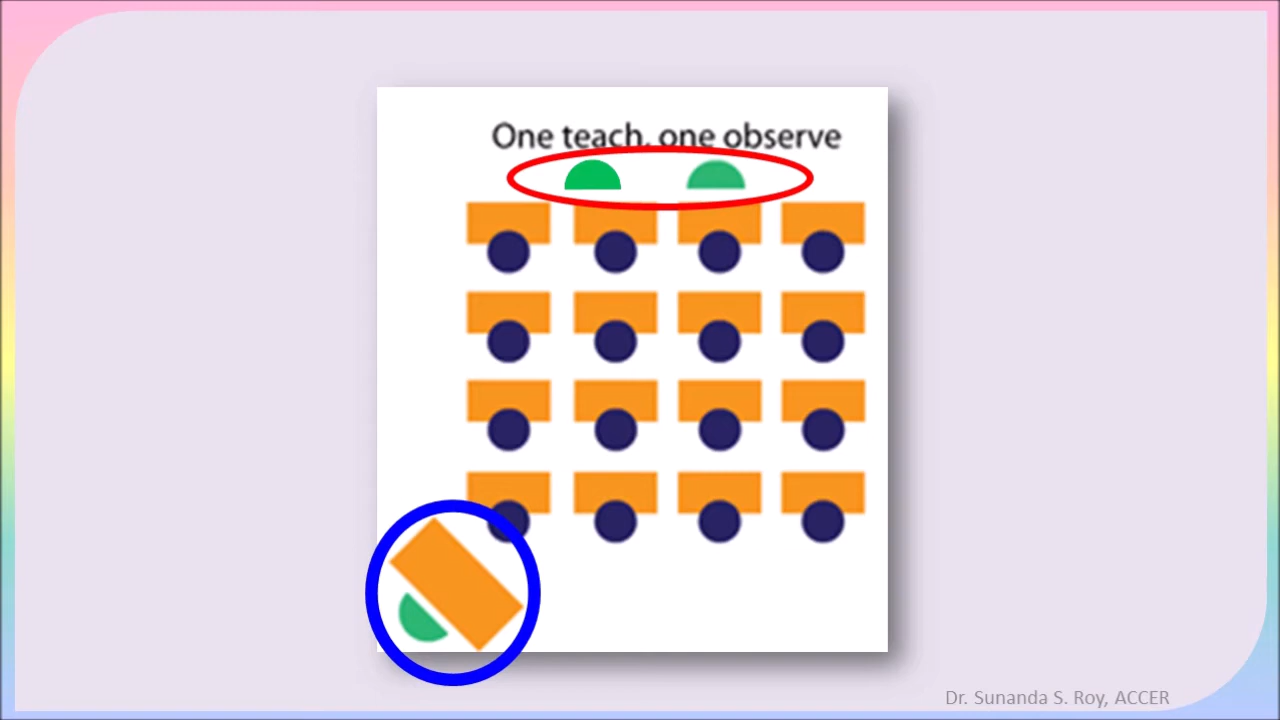 One teach, one observe
Dr. Sunanda S. Roy, ACCER